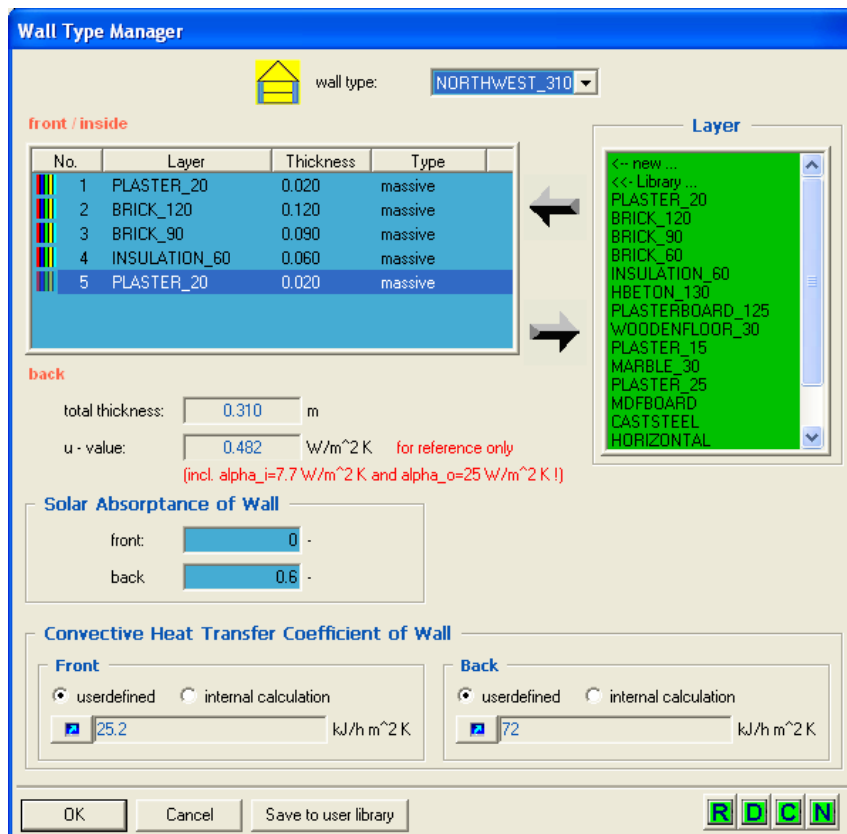 Wall Type Manager
wall type: NORTHWEST_310
front / inside
No. Layer Thickness Type
1 PLASTER_20 0.020 massive
2 BRICK_120 0.120 massive
3 BRICK_90 0.090 massive
4 INSULATION_60 0.060 massive
5 PLASTER_20 0.020 massive
back
Layer
<-- new ...
<<- Library ...
PLASTER_20
BRICK_120
BRICK_90
BRICK_60
INSULATION_60
HBETON_130
PLASTERBOARD_125
WOODENFLOOR_30
PLASTER_15
MARBLE_30
PLASTER_25
MDFBOARD
CASTSTEEL
HORIZONTAL
total thickness: 0.310 m
u - value: 0.482 W/m^2 K for reference only
(incl. alpha_i=7.7 W/m^2 K and alpha_o=25 W/m^2 K !)
Solar Absorptance of Wall
front: 0 -
back 0.6 -
Convective Heat Transfer Coefficient of Wall
Front
userdefined internal calculation
25.2 kJ/h m^2 K
Back
userdefined internal calculation
72 kJ/h m^2 K
OK Cancel Save to user library R D C N